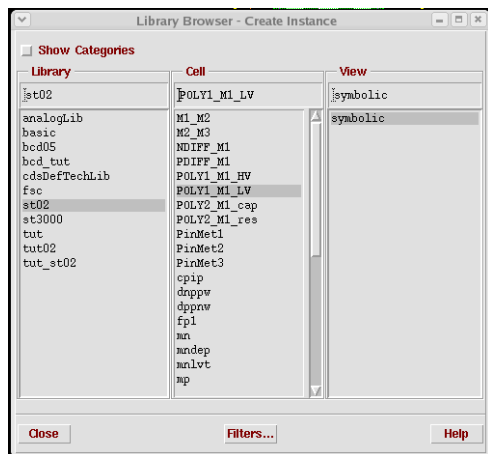 Library Browser - Create Instance
Show Categories
Library
Cell
View
st02
POLY1_M1_LV
symbolic
analogLib
basic
bcd05
bcd_tut
cdsDefTechLib
fsc
st02
st3000
tut
tut02
tut_st02
M1_M2
M2_M3
NDIFF_M1
PDIFF_M1
POLY1_M1_HV
POLY1_M1_LV
POLY2_M1_cap
POLY2_M1_res
PinMet1
PinMet2
PinMet3
cpip
dnppw
dppnw
fp1
mn
mndep
mnlvt
mp
symbolic
Close
Filters...
Help